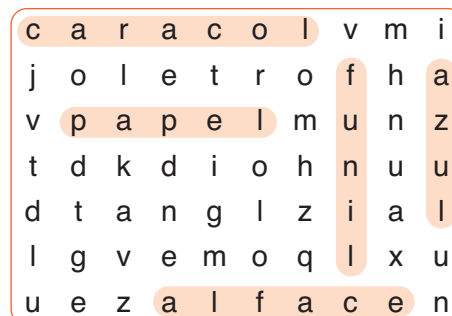 c a r a c o l v m i
j o l e t r o f h a
v p a p e l m u n z
t d k d i o h n u u
d t a n g l z i a l
l g v e m o q l x u
u e z a l f a c e n